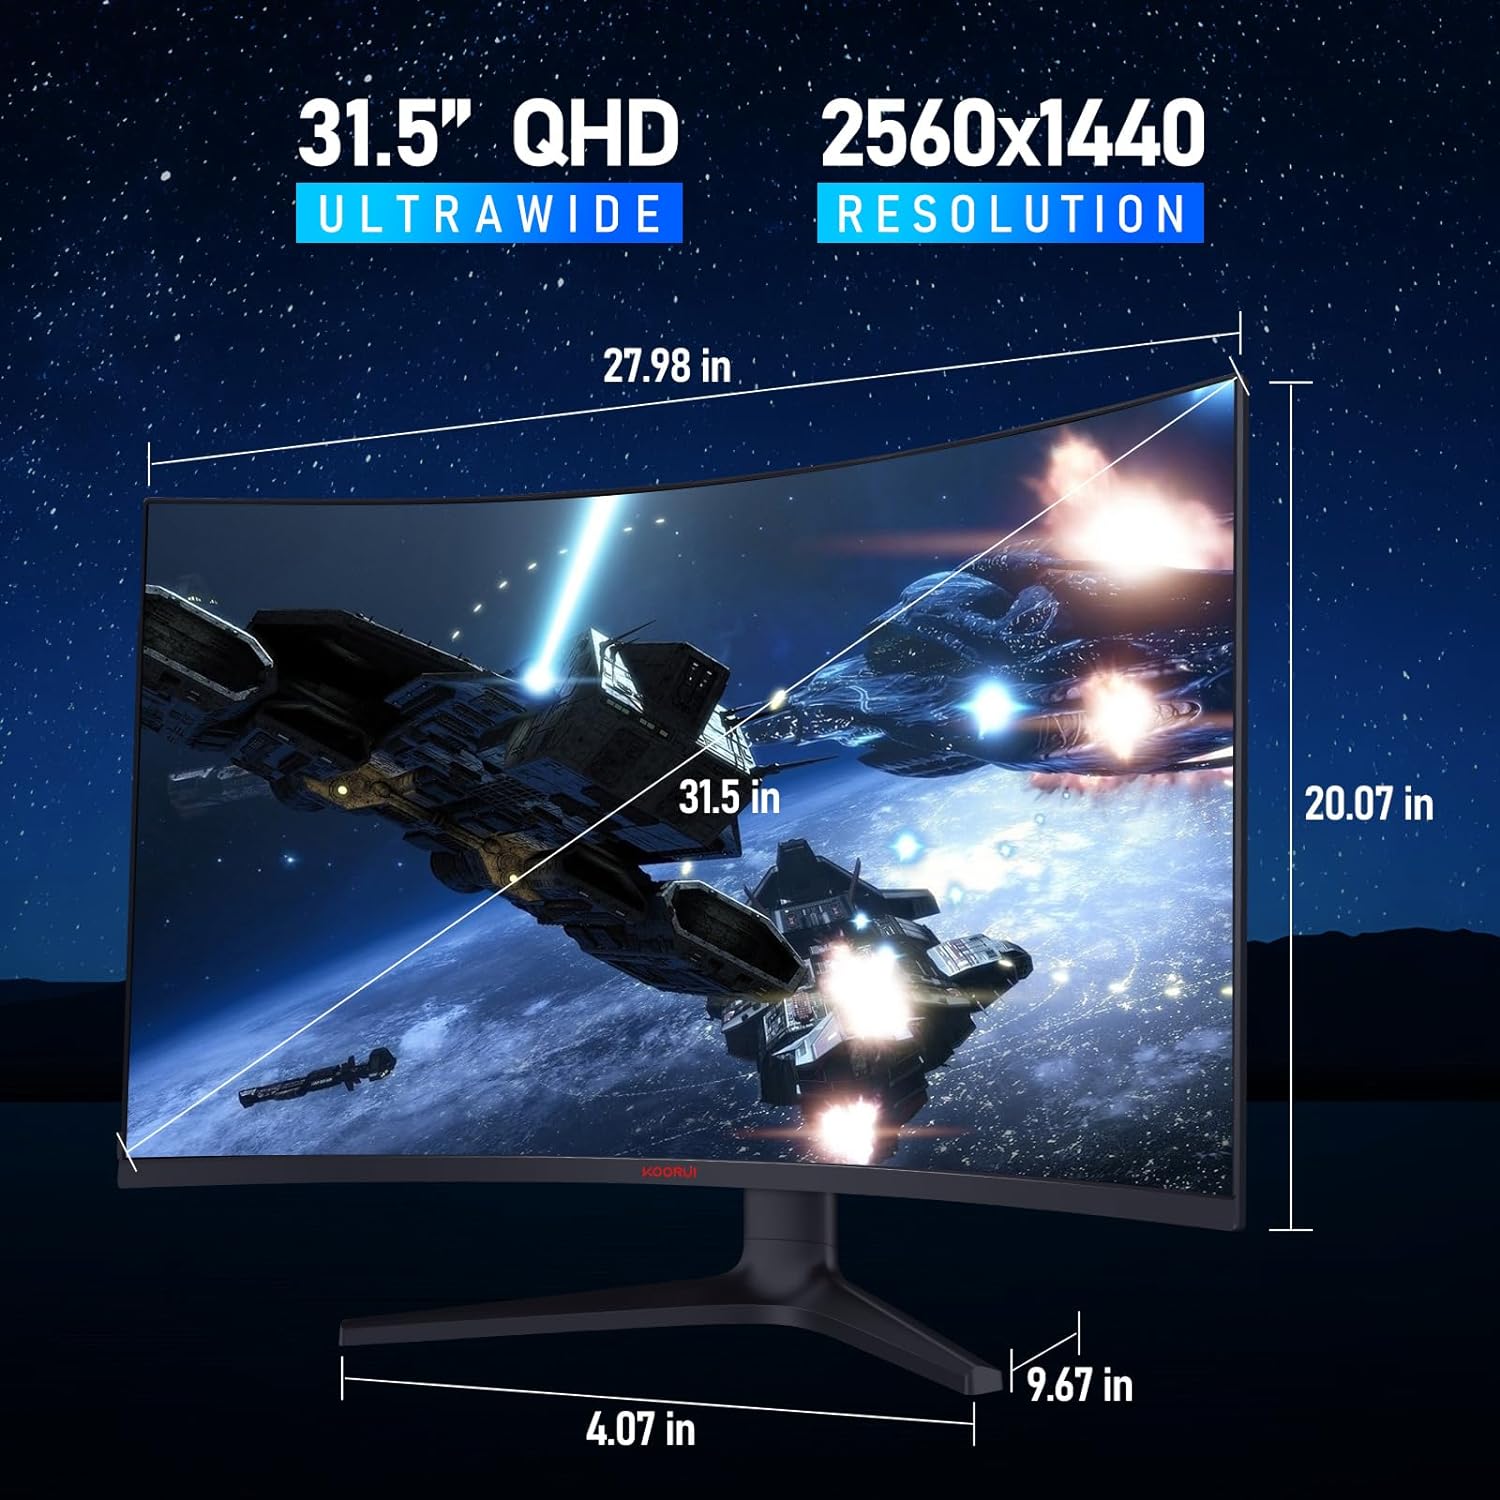 31.5” QHD
2560x1440
ULTRAWIDE
RESOLUTION
27.98 in
31.5 in
20.07 in
KOORUI
9.67 in
4.07 in